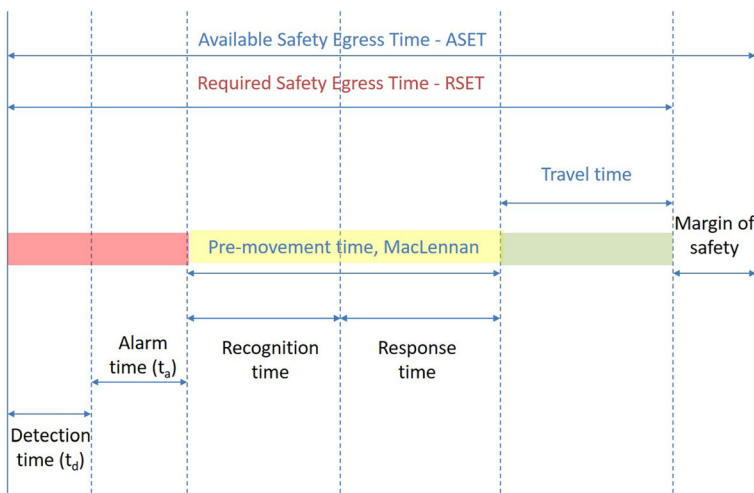 Available Safety Egress Time - ASET
Required Safety Egress Time - RSET
Travel time
Margin of
safety
Pre-movement time, MacLennan
Alarm
time (tₐ)
Recognition
time
Response
time
Detection
time (t_d)